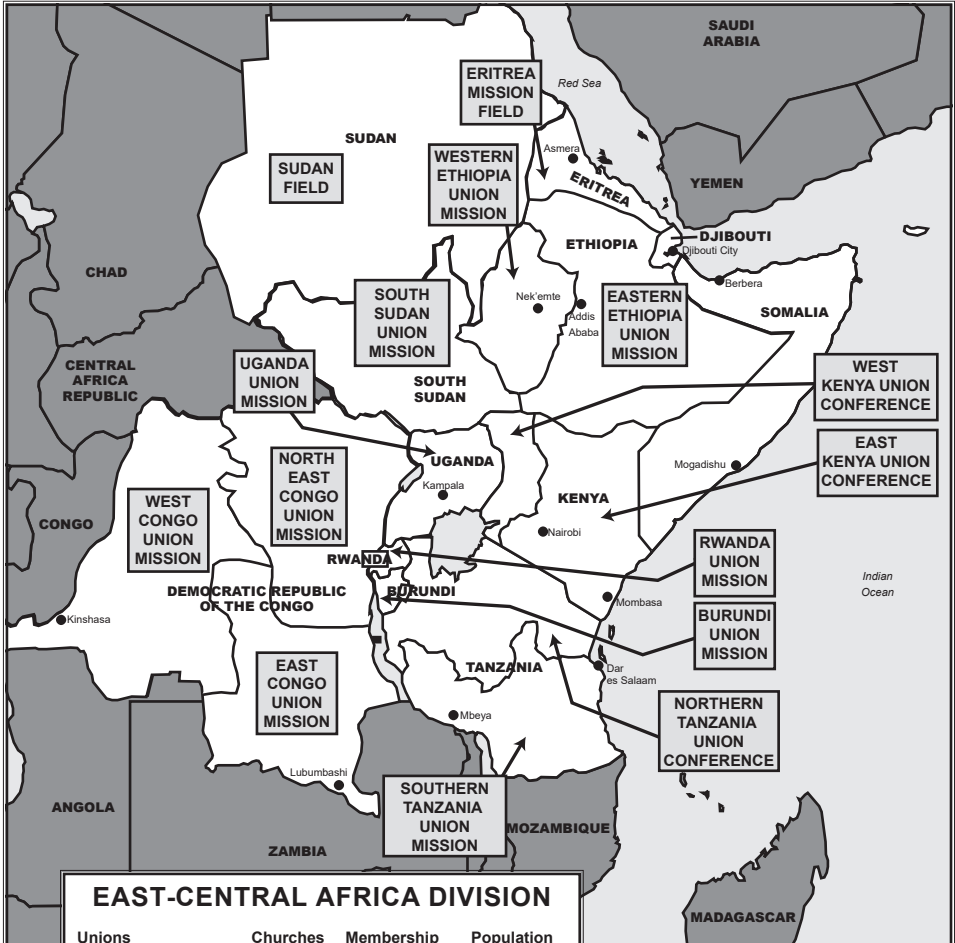 SAUDI
ARABIA
ERITREA
MISSION
FIELD
Red Sea
SUDAN
SUDAN
FIELD
WESTERN
ETHIOPIA
UNION
MISSION
Asmera
ERITREA
YEMEN
ETHIOPIA
DJIBOUTI
Djibouti City
CHAD
Berbera
SOUTH
SUDAN
UNION
MISSION
Nek'emte
Addis
Ababa
EASTERN
ETHIOPIA
UNION
MISSION
SOMALIA
CENTRAL
AFRICA
REPUBLIC
UGANDA
UNION
MISSION
SOUTH
SUDAN
WEST
KENYA UNION
CONFERENCE
EAST
KENYA UNION
CONFERENCE
NORTH
EAST
CONGO
UNION
MISSION
UGANDA
Kampala
Mogadishu
KENYA
Nairobi
CONGO
WEST
CONGO
UNION
MISSION
RWANDA
RWANDA
UNION
MISSION
Indian
Ocean
DEMOCRATIC REPUBLIC
OF THE CONGO
BURUNDI
Mombasa
BURUNDI
UNION
MISSION
Kinshasa
EAST
CONGO
UNION
MISSION
TANZANIA
Dar
es Salaam
Mbeya
NORTHERN
TANZANIA
UNION
CONFERENCE
Lubumbashi
SOUTHERN
TANZANIA
UNION
MISSION
ANGOLA
ZAMBIA
MOZAMBIQUE
MADAGASCAR
EAST-CENTRAL AFRICA DIVISION
Unions Churches Membership Population